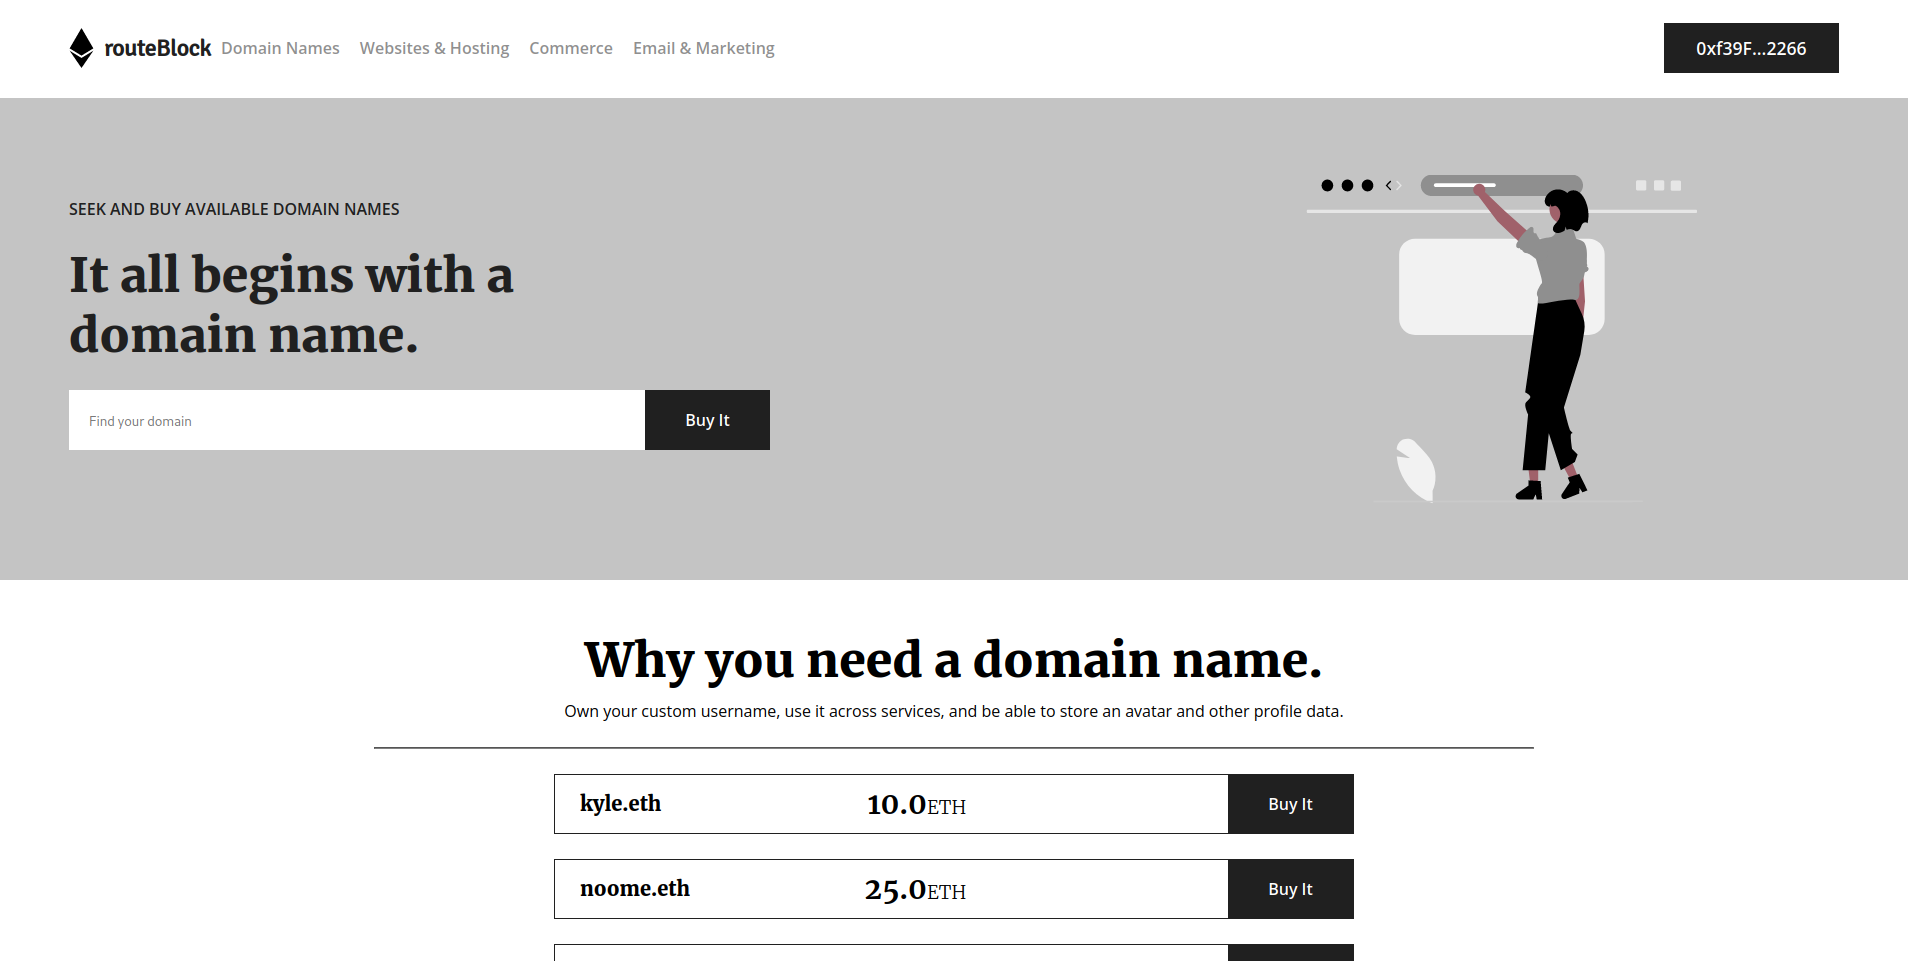 routeBlock Domain Names Websites & Hosting Commerce Email & Marketing 0xf39F...2266
SEEK AND BUY AVAILABLE DOMAIN NAMES
It all begins with a
domain name.
Find your domain Buy It
Why you need a domain name.
Own your custom username, use it across services, and be able to store an avatar and other profile data.
kyle.eth 10.0ETH Buy It
noome.eth 25.0ETH Buy It